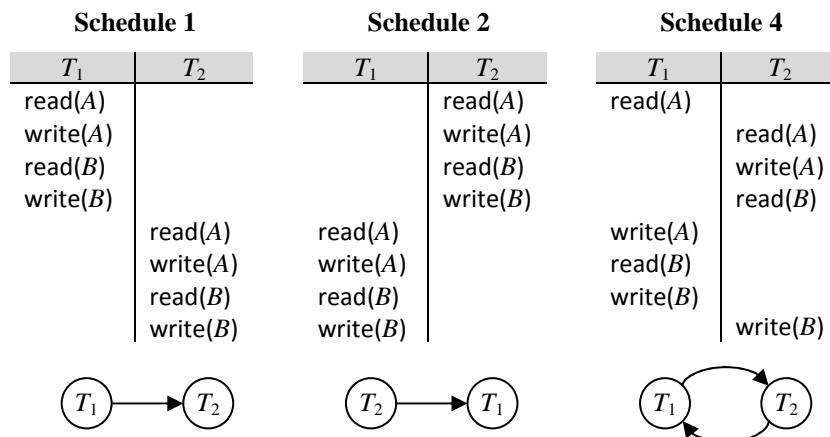 Schedule 1 Schedule 2 Schedule 4
T1 T2 T1 T2 T1 T2
read(A) read(A) read(A)
write(A) write(A) read(A)
read(B) read(B) write(A)
write(B) write(B) read(B)
read(A) read(A) write(A)
write(A) write(A) read(B)
read(B) read(B) write(B)
write(B) write(B) write(B)
T1 T2 T2 T1 T1 T2